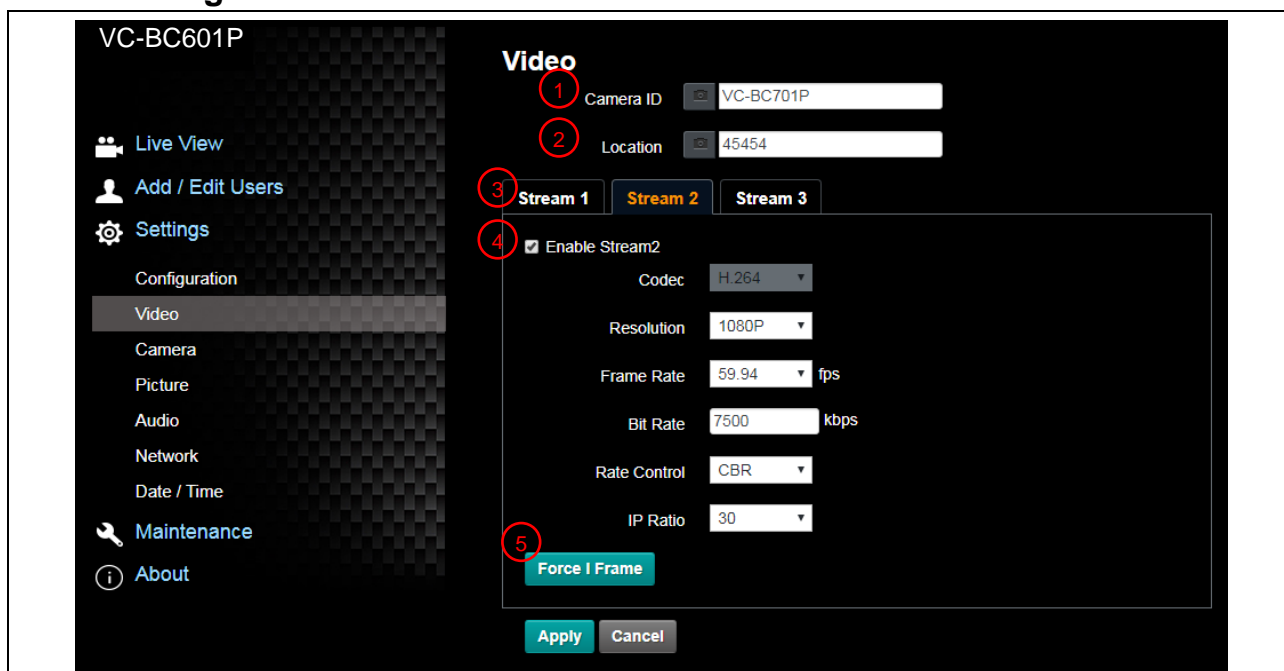 VC-BC601P
Live View
Add / Edit Users
Settings
Configuration
Video
Camera
Picture
Audio
Network
Date / Time
Maintenance
About
Video
1 Camera ID VC-BC701P
2 Location 45454
3 Stream 1 Stream 2 Stream 3
4 Enable Stream2
Codec H.264
Resolution 1080P
Frame Rate 59.94 fps
Bit Rate 7500 kbps
Rate Control CBR
IP Ratio 30
5
Force I Frame
Apply Cancel